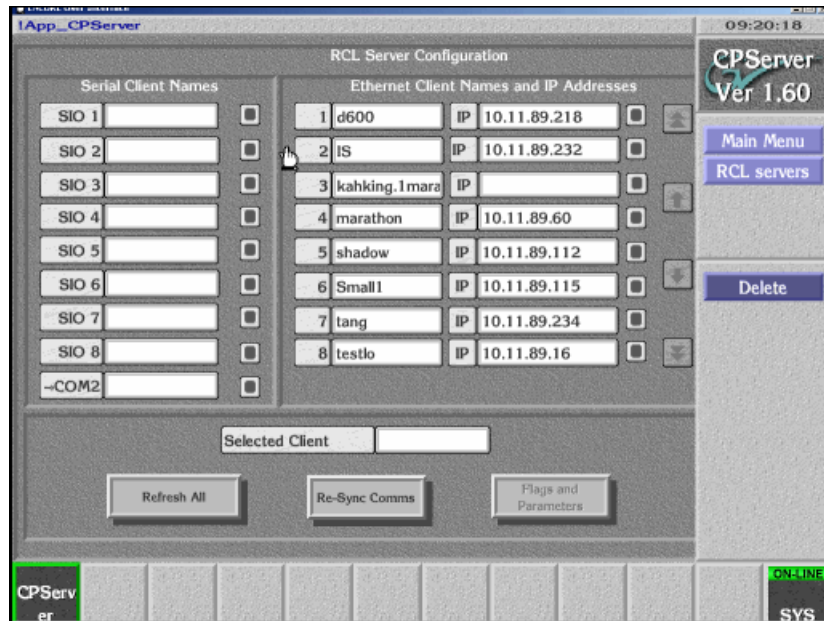 ENCORE User Interface
!App_CPServer
09:20:18
RCL Server Configuration
CPServer
Ver 1.60
Serial Client Names
Ethernet Client Names and IP Addresses
SIO 1
1 d600 IP 10.11.89.218
SIO 2
2 IS IP 10.11.89.232
SIO 3
3 kahking.1mara IP
SIO 4
4 marathon IP 10.11.89.60
SIO 5
5 shadow IP 10.11.89.112
SIO 6
6 Small1 IP 10.11.89.115
SIO 7
7 tang IP 10.11.89.234
SIO 8
8 testlo IP 10.11.89.16
COM2
Main Menu
RCL servers
Delete
Selected Client
Refresh All
Re-Sync Comms
Flags and
Parameters
CPServ
er
ON-LINE
SYS